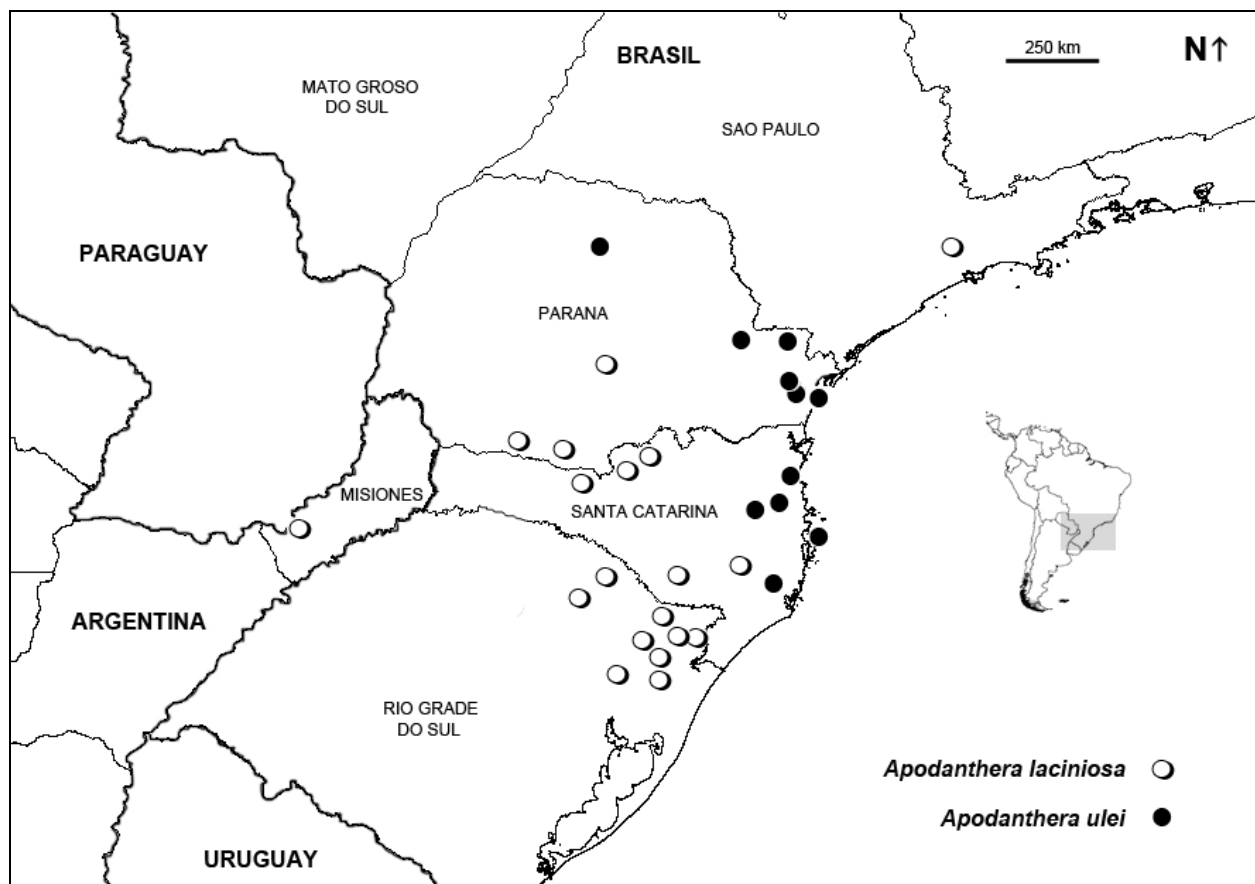 BRASIL
250 km
N↑
MATO GROSO
DO SUL
SAO PAULO
PARAGUAY
PARANA
MISIONES
SANTA CATARINA
ARGENTINA
RIO GRADE
DO SUL
Apodanthera laciniosa
Apodanthera ulei
URUGUAY